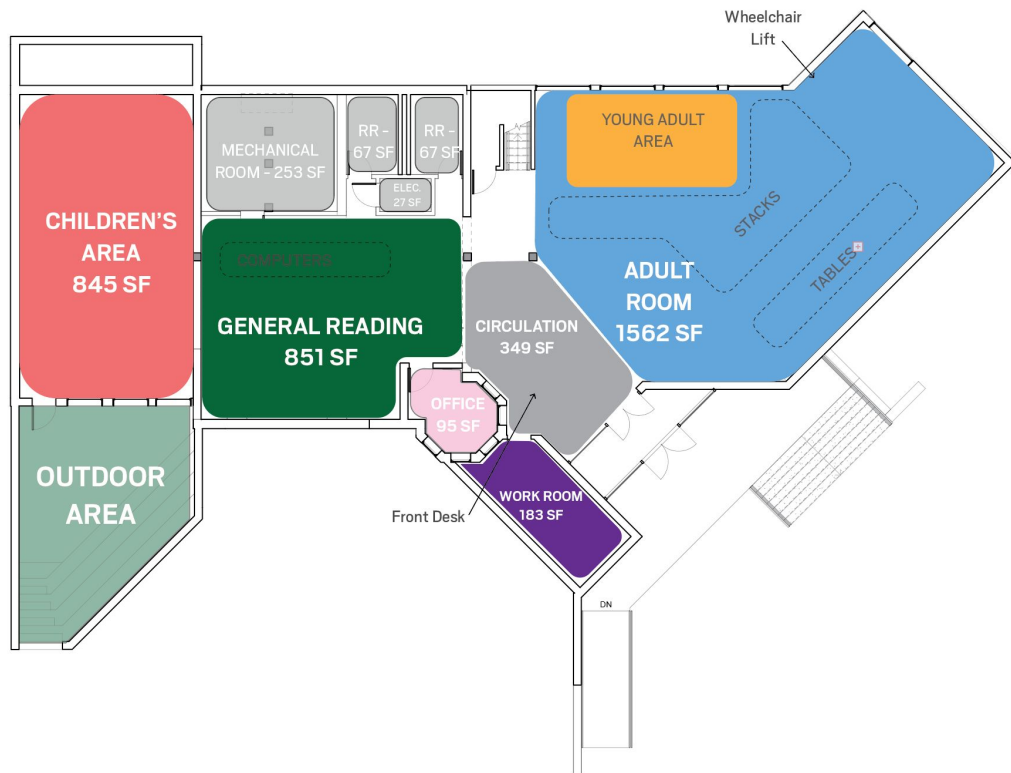 Wheelchair
Lift
RR –
67 SF
RR –
67 SF
MECHANICAL
ROOM – 253 SF
ELEC.
27 SF
YOUNG ADULT
AREA
STACKS
TABLES
CHILDREN'S
AREA
845 SF
COMPUTERS
GENERAL READING
851 SF
CIRCULATION
349 SF
ADULT
ROOM
1562 SF
OFFICE
95 SF
OUTDOOR
AREA
WORK ROOM
183 SF
Front Desk
DN